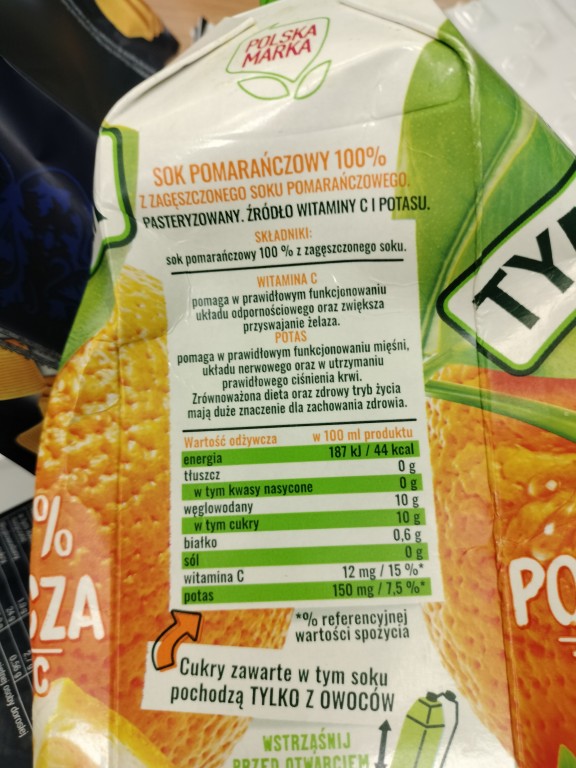 POLSKA
MARKA
SOK POMARAŃCZOWY 100%
Z ZAGĘSZCZONEGO SOKU POMARAŃCZOWEGO.
PASTERYZOWANY. ŹRÓDŁO WITAMINY C I POTASU.
SKŁADNIKI:
sok pomarańczowy 100 % z zagęszczonego soku.
WITAMINA C
pomaga w prawidłowym funkcjonowaniu
układu odpornościowego oraz zwiększa
przyswajanie żelaza.
POTAS
pomaga w prawidłowym funkcjonowaniu mięśni,
układu nerwowego oraz w utrzymaniu
prawidłowego ciśnienia krwi.
Zrównoważona dieta oraz zdrowy tryb życia
mają duże znaczenie dla zachowania zdrowia.
Wartość odżywcza w 100 ml produktu
energia 187 kJ / 44 kcal
tłuszcz 0 g
w tym kwasy nasycone 0 g
węglowodany 10 g
w tym cukry 10 g
białko 0,6 g
sól 0 g
witamina C 12 mg / 15 %*
potas 150 mg / 7,5 %*
*% referencyjnej
wartości spożycia
Cukry zawarte w tym soku
pochodzą TYLKO Z OWOCÓW
WSTRZĄŚNIJ
PRZED OTWARCIEM
%
ZA
C
TY
PO